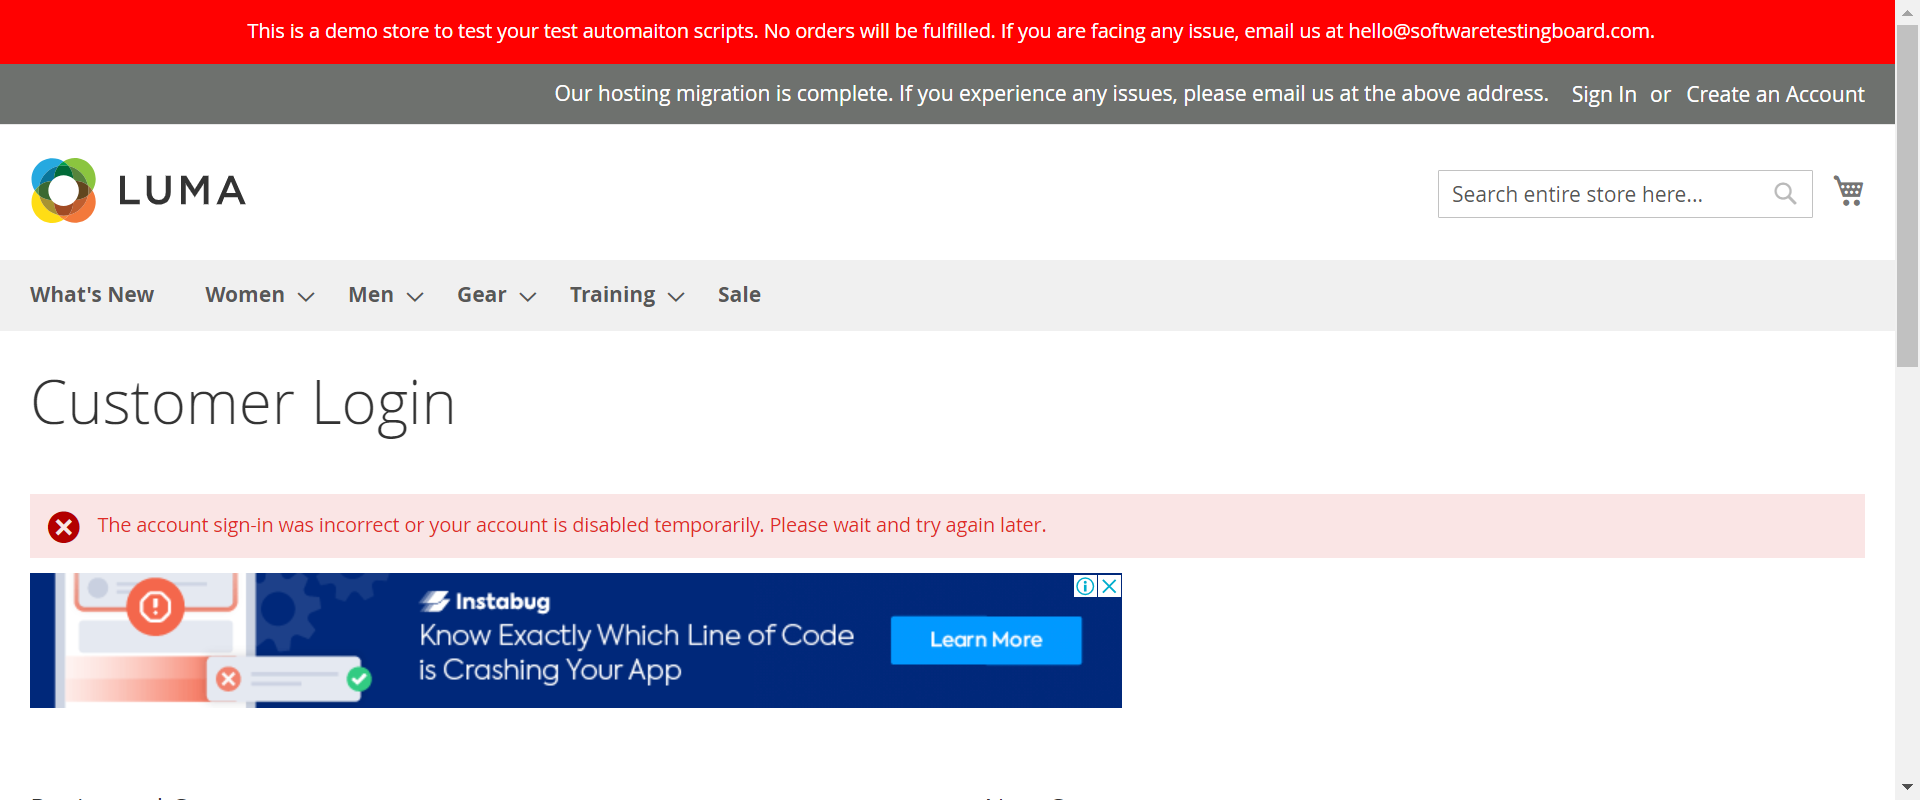 This is a demo store to test your test automaiton scripts. No orders will be fulfilled. If you are facing any issue, email us at hello@softwaretestingboard.com.
Our hosting migration is complete. If you experience any issues, please email us at the above address. Sign In or Create an Account
LUMA
Search entire store here...
What's New Women Men Gear Training Sale
Customer Login
The account sign-in was incorrect or your account is disabled temporarily. Please wait and try again later.
Instabug
Know Exactly Which Line of Code
is Crashing Your App
Learn More